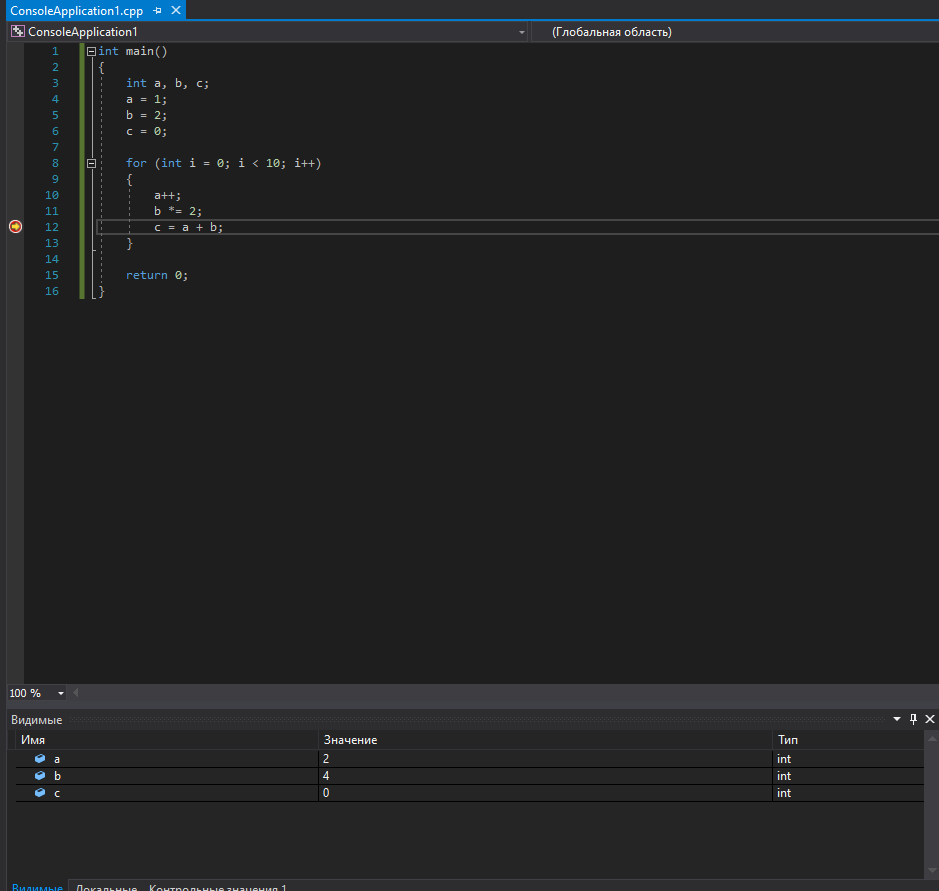 ConsoleApplication1.cpp
ConsoleApplication1 (Глобальная область)
1 int main()
2 {
3 int a, b, c;
4 a = 1;
5 b = 2;
6 c = 0;
7
8 for (int i = 0; i < 10; i++)
9 {
10 a++;
11 b *= 2;
12 c = a + b;
13 }
14
15 return 0;
16 }
100 %
Видимые
Имя Значение Тип
a 2 int
b 4 int
c 0 int
Видимые Локальные Контрольные значения 1